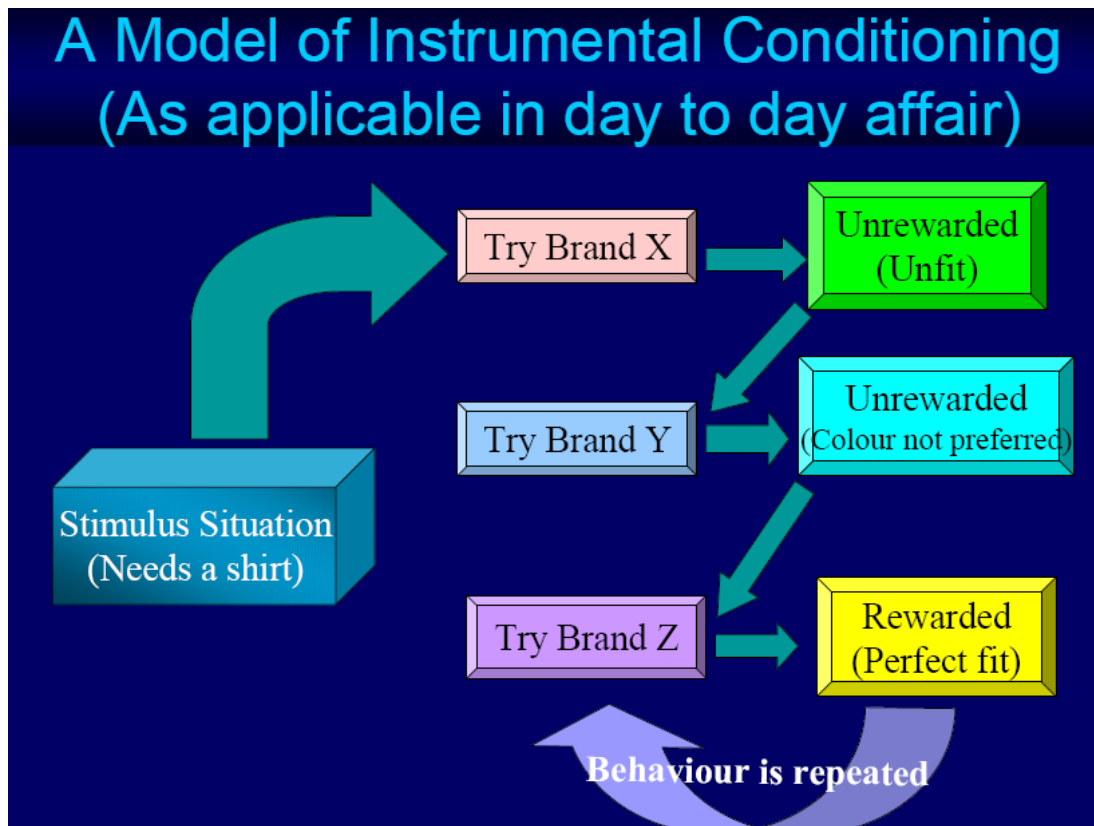 A Model of Instrumental Conditioning
(As applicable in day to day affair)
Try Brand X
Unrewarded
(Unfit)
Try Brand Y
Unrewarded
(Colour not preferred)
Stimulus Situation
(Needs a shirt)
Try Brand Z
Rewarded
(Perfect fit)
Behaviour is repeated